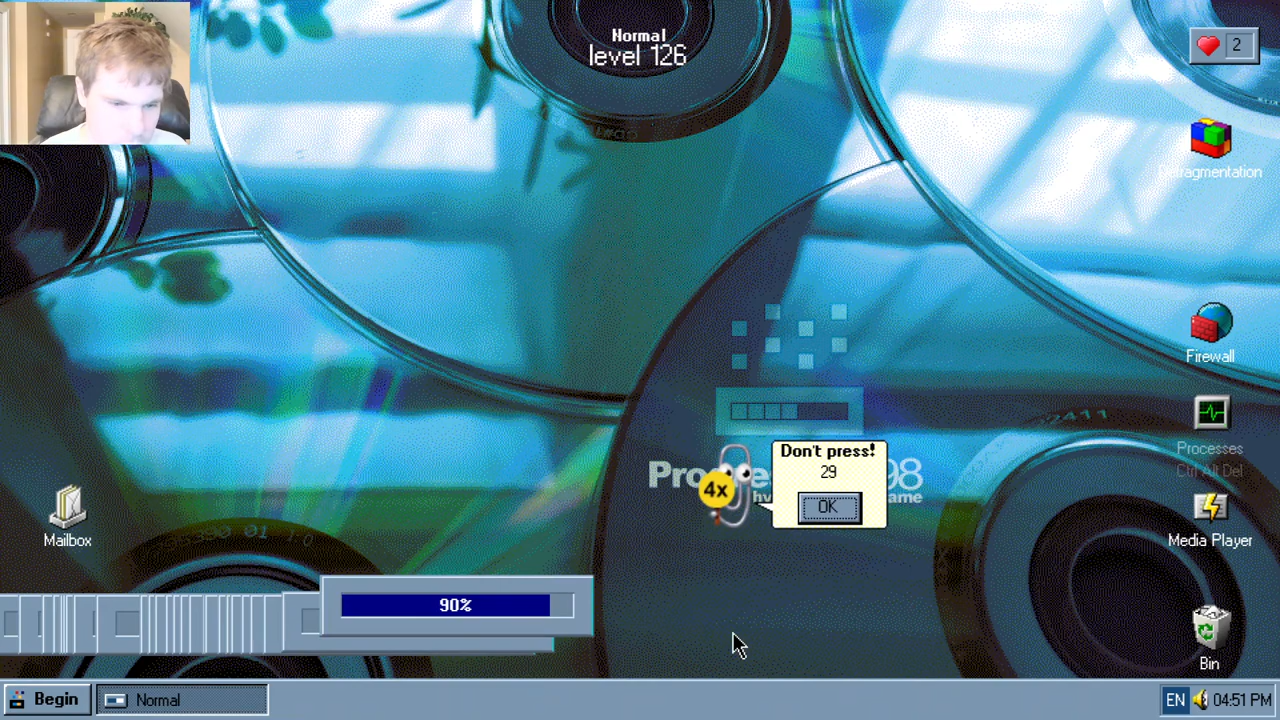 Normal
level 126
2
Defragmentation
Firewall
Processes
Ctrl Alt Del
Don't press!
29
4x
98
OK
Mailbox
Media Player
90%
Bin
Begin
Normal
EN
04:51 PM